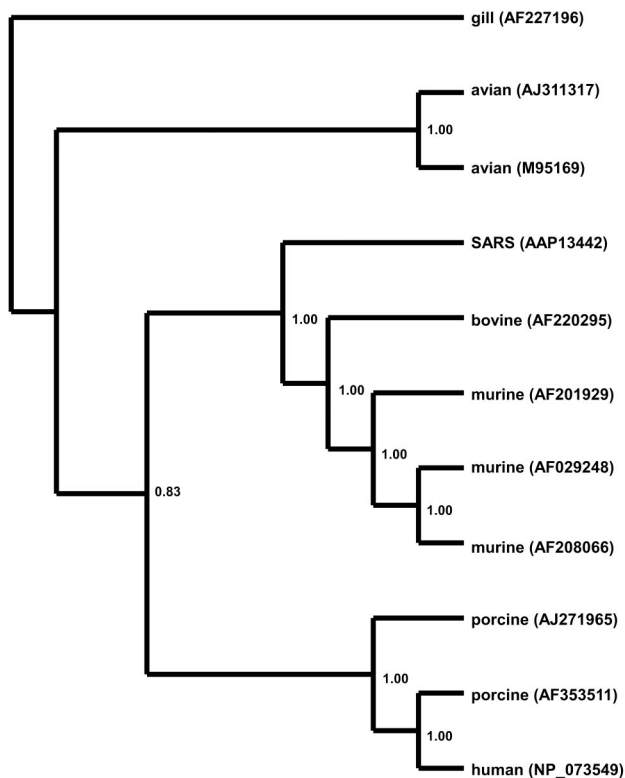 gill (AF227196)
avian (AJ311317)
1.00
avian (M95169)
SARS (AAP13442)
1.00
bovine (AF220295)
1.00
murine (AF201929)
1.00
murine (AF029248)
0.83
1.00
murine (AF208066)
porcine (AJ271965)
1.00
porcine (AF353511)
1.00
human (NP_073549)